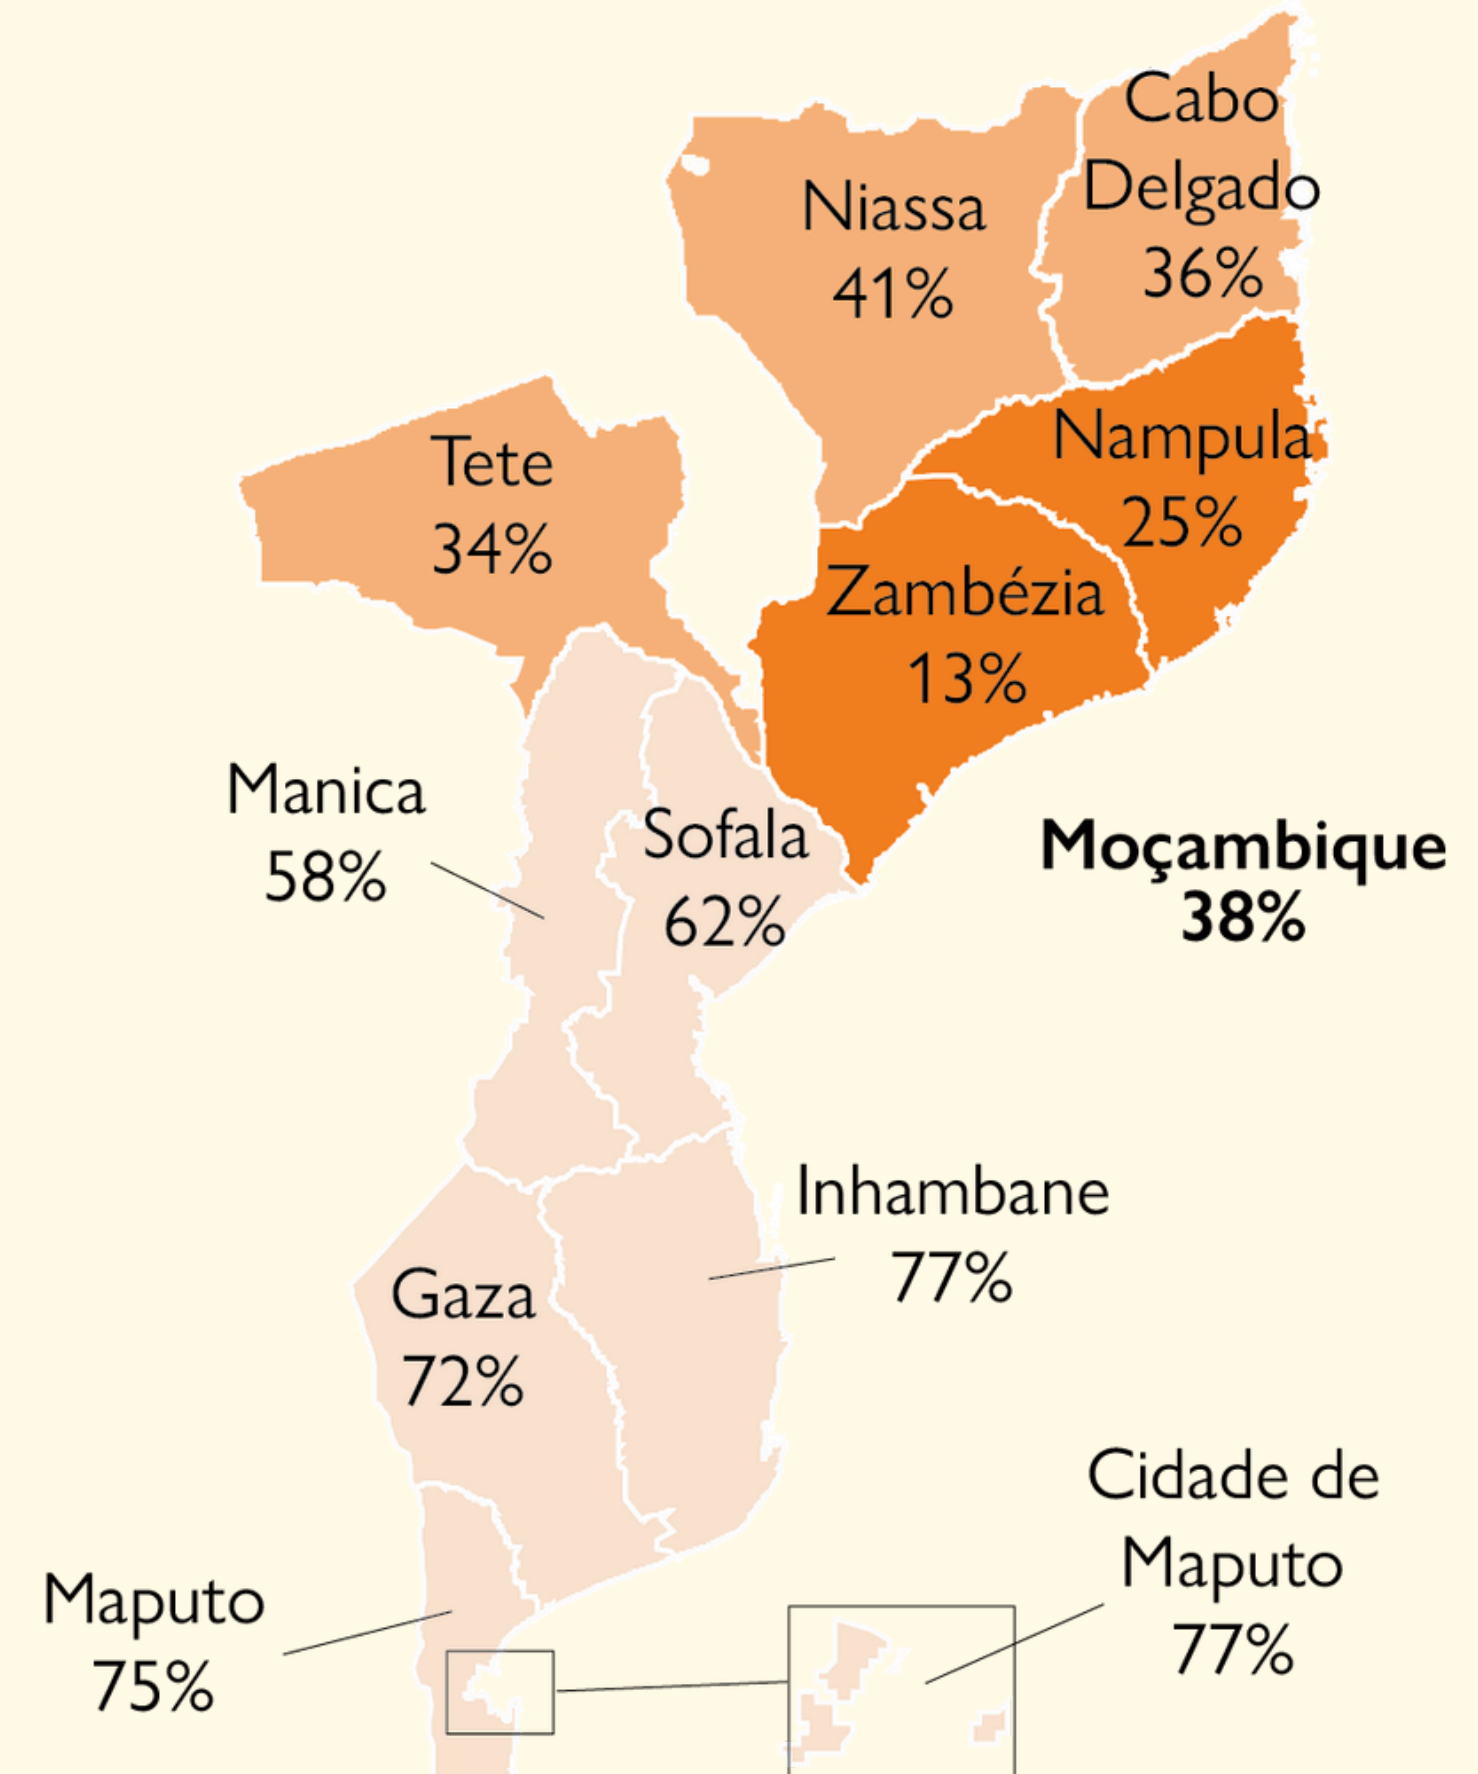 Cabo
Delgado
36%
Niassa
41%
Nampula
25%
Tete
34%
Zambézia
13%
Manica
58%
Sofala
62%
Moçambique
38%
Inhambane
77%
Gaza
72%
Cidade de
Maputo
77%
Maputo
75%